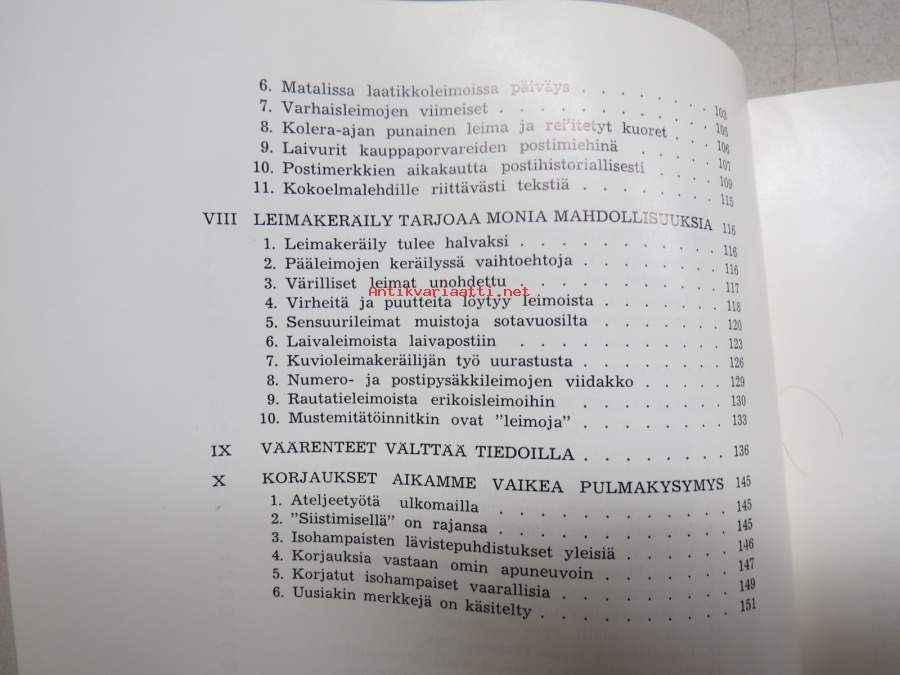 6. Matalissa laatikkoleimoissa päiväys . . . . . . . . 103
7. Varhaisleimojen viimeiset . . . . . . . . . . . 105
8. Kolera-ajan punainen leima ja rei'itetyt kuoret . . 106
9. Laivurit kauppaporvareiden postimiehinä . . . . . 107
10. Postimerkkien aikakautta postihistoriallisesti . . . . 109
11. Kokoelmalehdille riittävästi tekstiä . . . . . . . 115
VIII LEIMAKERÄILY TARJOAA MONIA MAHDOLLISUUKSIA 116
1. Leimakeräily tulee halvaksi . . . . . . . . . . 116
2. Pääleimojen keräilyssä vaihtoehtoja . . . . . . . 116
3. Värilliset leimat unohdettu . . . . . . . . . . 117
Antikvariaatti.net
4. Virheitä ja puutteita löytyy leimoista . . . . . . 118
5. Sensuurileimat muistoja sotavuosilta . . . . . . . 120
6. Laivaleimoista laivapostiin . . . . . . . . . 123
7. Kuvioleimakeräilijän työ uurastusta . . . . . . . 126
8. Numero- ja postipysäkkileimojen viidakko . . . . . 129
9. Rautatieleimoista erikoisleimoihin . . . . . . . 130
10. Mustemitätöinnitkin ovat "leimoja" . . . . . . . 133
IX VÄÄRENTEET VÄLTTÄÄ TIEDOILLA . . . . . . . 136
X KORJAUKSET AIKAMME VAIKEA PULMAKYSYMYS 145
1. Ateljeetyötä ulkomailla . . . . . . . . . . 145
2. "Siistimisellä" on rajansa . . . . . . . . . . 145
3. Isohampaisten lävistepuhdistukset yleisiä . . . . . 146
4. Korjauksia vastaan omin apuneuvoin . . . . . . 147
5. Korjatut isohampaiset vaarallisia . . . . . . . . 149
6. Uusiakin merkkejä on käsitelty . . . . . . . . 151